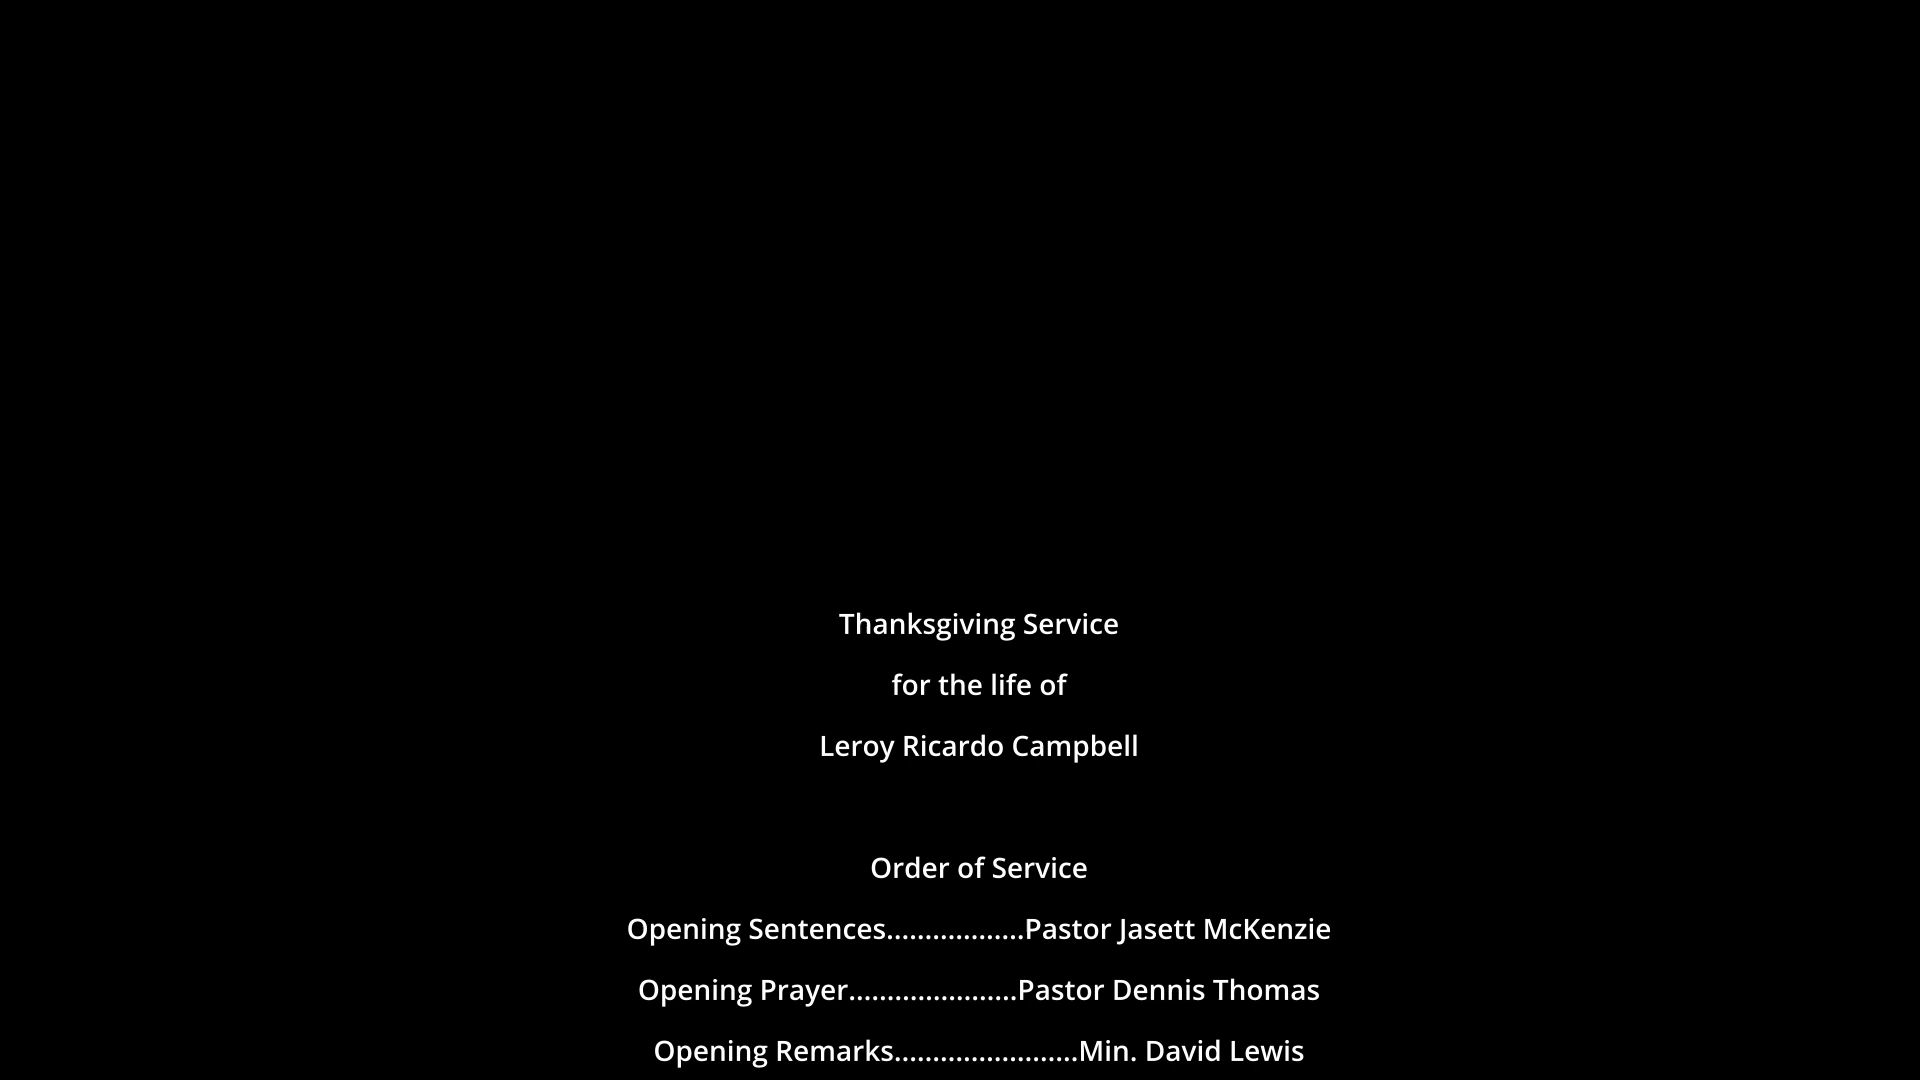 Thanksgiving Service
for the life of
Leroy Ricardo Campbell
Order of Service
Opening Sentences..................Pastor Jasett McKenzie
Opening Prayer......................Pastor Dennis Thomas
Opening Remarks........................Min. David Lewis